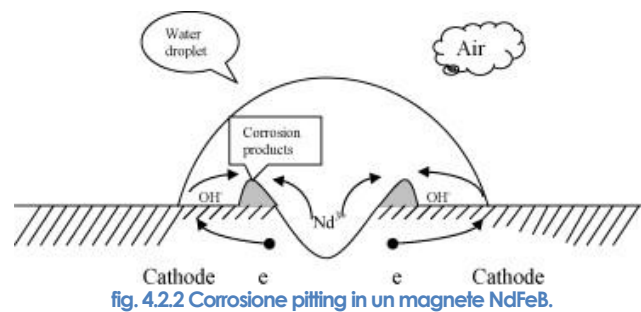 Water
droplet
Air
Corrosion
products
OH⁻
Nd³⁺
OH⁻
Cathode e e Cathode
fig. 4.2.2 Corrosione pitting in un magnete NdFeB.